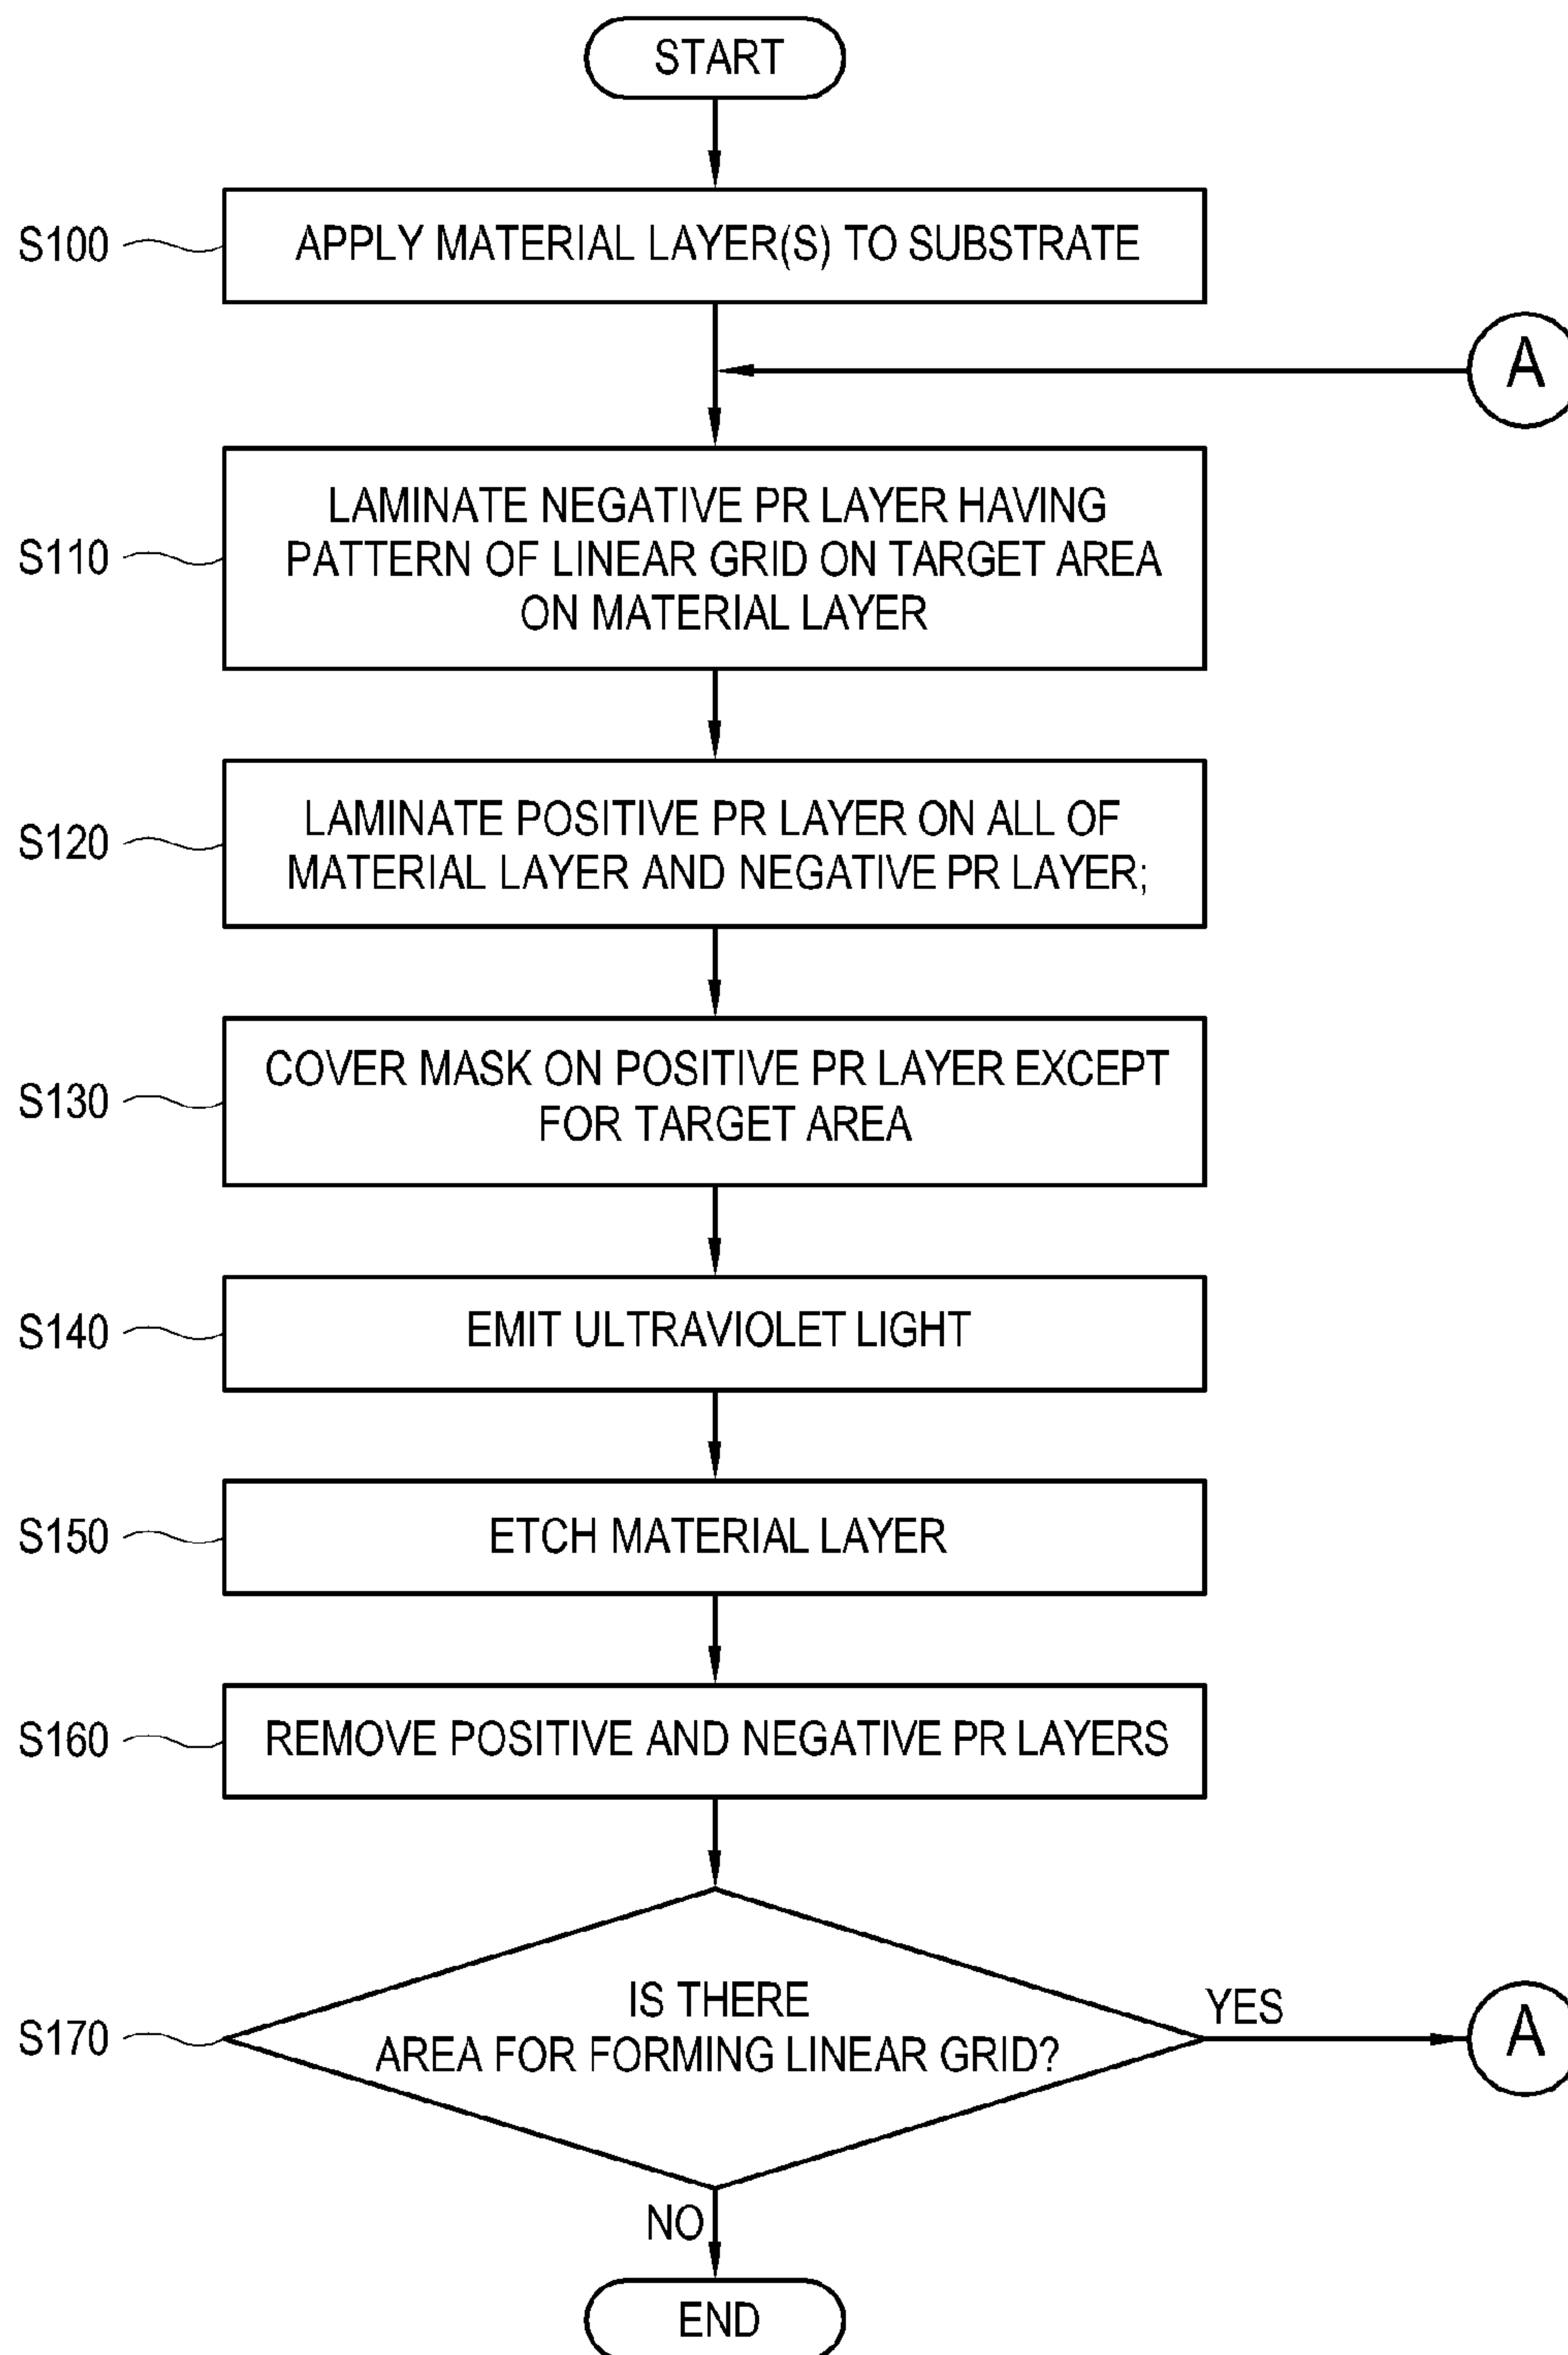 START
S100
APPLY MATERIAL LAYER(S) TO SUBSTRATE
A
S110
LAMINATE NEGATIVE PR LAYER HAVING
PATTERN OF LINEAR GRID ON TARGET AREA
ON MATERIAL LAYER
S120
LAMINATE POSITIVE PR LAYER ON ALL OF
MATERIAL LAYER AND NEGATIVE PR LAYER;
S130
COVER MASK ON POSITIVE PR LAYER EXCEPT
FOR TARGET AREA
S140
EMIT ULTRAVIOLET LIGHT
S150
ETCH MATERIAL LAYER
S160
REMOVE POSITIVE AND NEGATIVE PR LAYERS
S170
IS THERE
AREA FOR FORMING LINEAR GRID?
YES
A
NO
END